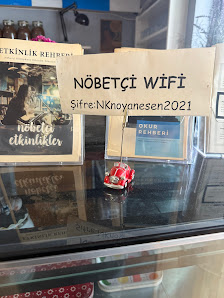 ETKİNLİK REHBERİ
NÖBETÇİ WİFİ
Şifre:NKnoyanesen2021
nöbetçi
etkinlikler
OKUR
REHBERİ